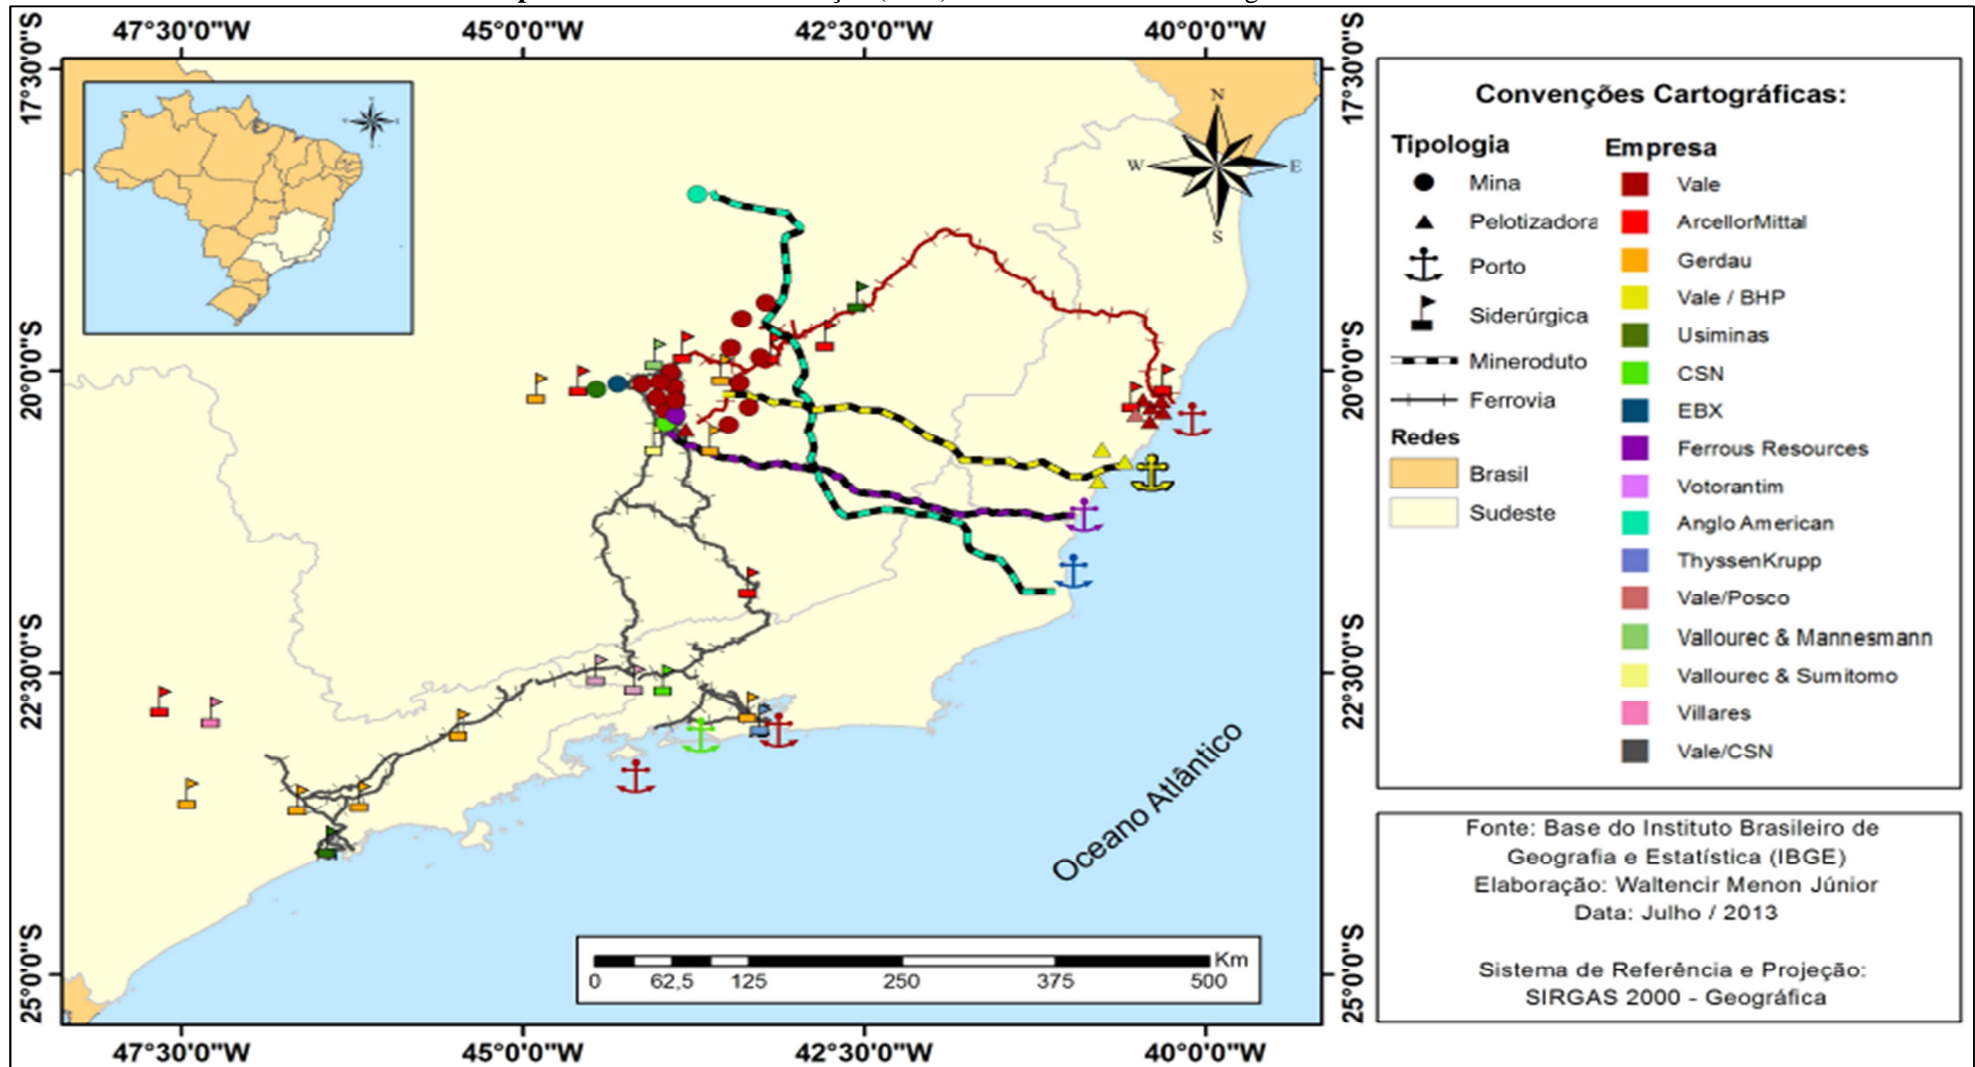 47°30'0"W 45°0'0"W 42°30'0"W 40°0'0"W
17°30'0"S
20°0'0"S
22°30'0"S
25°0'0"S
17°30'0"S
20°0'0"S
22°30'0"S
25°0'0"S
N
W E
S
Oceano Atlântico
Km
0 62,5 125 250 375 500
47°30'0"W 45°0'0"W 42°30'0"W 40°0'0"W
Convenções Cartográficas:
Tipologia
Mina
Pelotizadora
Porto
Siderúrgica
Mineroduto
Ferrovia
Redes
Brasil
Sudeste
Empresa
Vale
ArcellorMittal
Gerdau
Vale / BHP
Usiminas
CSN
EBX
Ferrous Resources
Votorantim
Anglo American
ThyssenKrupp
Vale/Posco
Vallourec & Mannesmann
Vallourec & Sumitomo
Villares
Vale/CSN
Fonte: Base do Instituto Brasileiro de
Geografia e Estatística (IBGE)
Elaboração: Waltencir Menon Júnior
Data: Julho / 2013
Sistema de Referência e Projeção:
SIRGAS 2000 - Geográfica